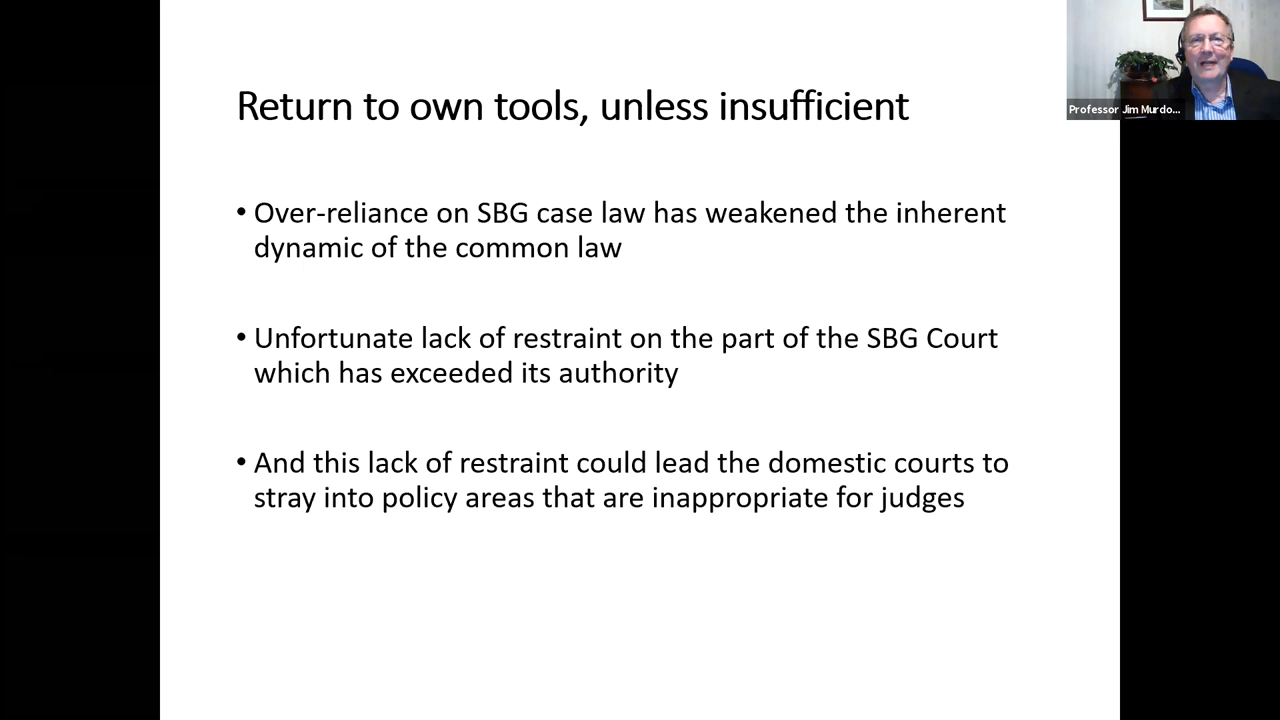 Return to own tools, unless insufficient
• Over-reliance on SBG case law has weakened the inherent
dynamic of the common law
• Unfortunate lack of restraint on the part of the SBG Court
which has exceeded its authority
• And this lack of restraint could lead the domestic courts to
stray into policy areas that are inappropriate for judges
Professor Jim Murdo...